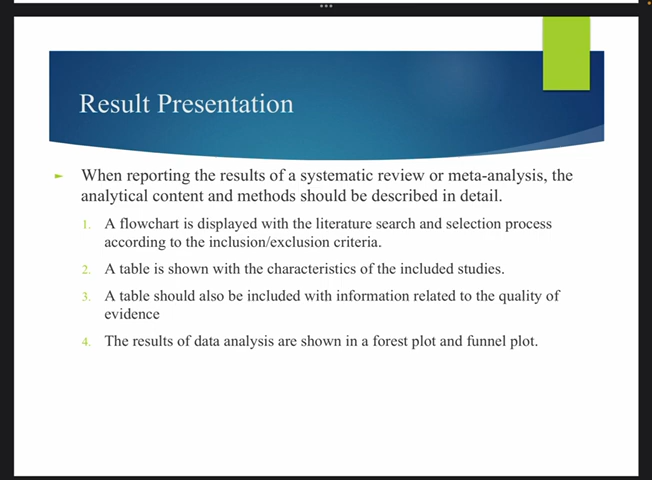 Result Presentation
When reporting the results of a systematic review or meta-analysis, the
analytical content and methods should be described in detail.
1. A flowchart is displayed with the literature search and selection process
according to the inclusion/exclusion criteria.
2. A table is shown with the characteristics of the included studies.
3. A table should also be included with information related to the quality of
evidence
4. The results of data analysis are shown in a forest plot and funnel plot.